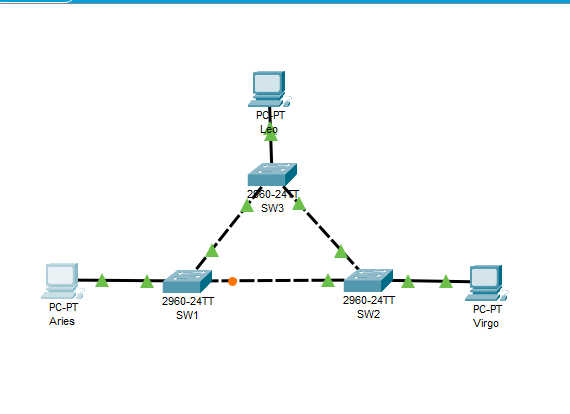 PC-PT
Leo
2960-24TT
SW3
PC-PT
Aries
2960-24TT
SW1
2960-24TT
SW2
PC-PT
Virgo